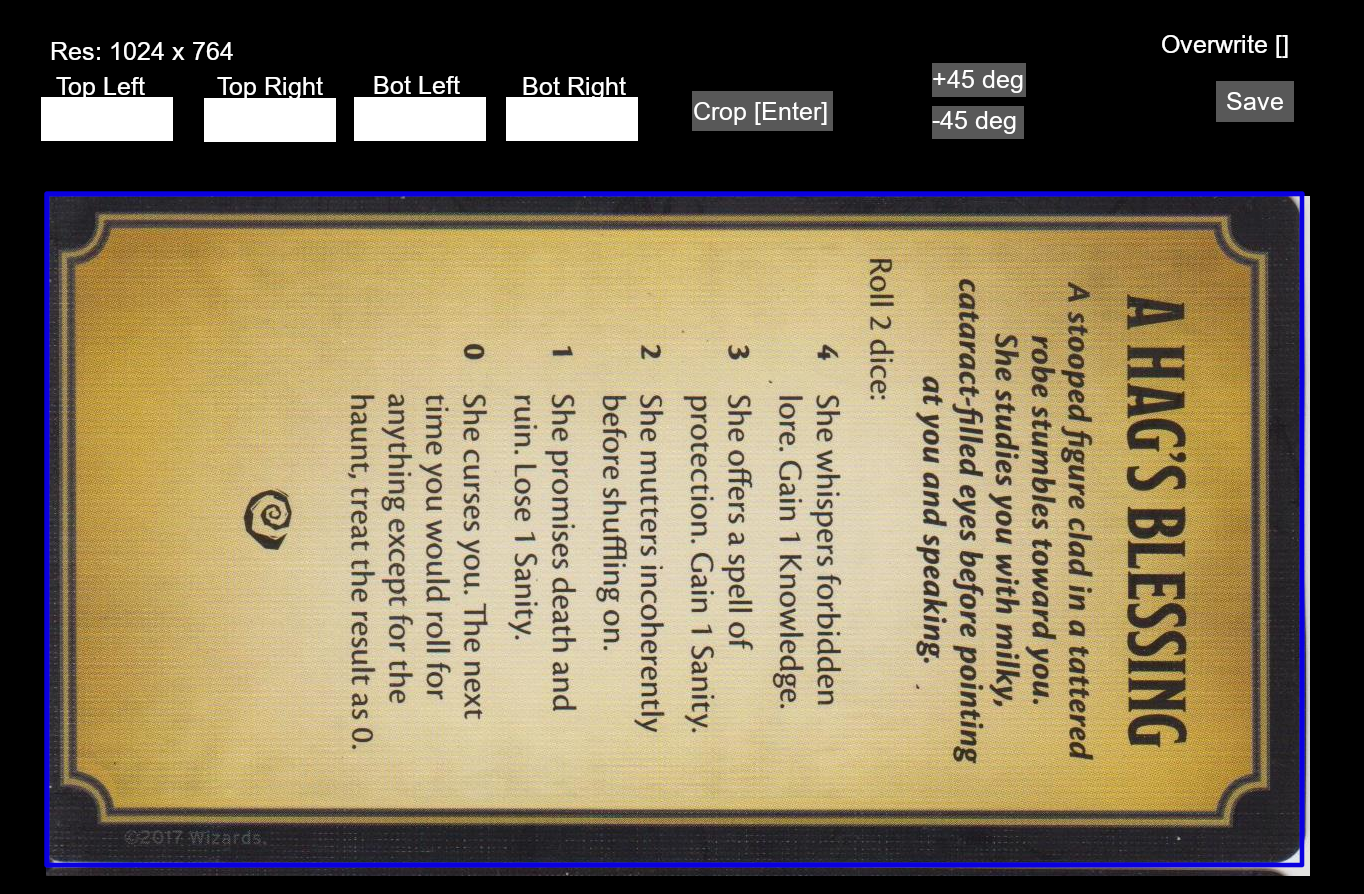 Res: 1024 x 764
Overwrite []
Top Left
Top Right
Bot Left
Bot Right
Crop [Enter]
+45 deg
-45 deg
Save
A HAG'S BLESSING
A stooped figure clad in a tattered
robe stumbles toward you.
She studies you with milky,
cataract-filled eyes before pointing
at you and speaking.
Roll 2 dice:
4 She whispers forbidden
lore. Gain 1 Knowledge.
3 She offers a spell of
protection. Gain 1 Sanity.
2 She mutters incoherently
before shuffling on.
1 She promises death and
ruin. Lose 1 Sanity.
0 She curses you. The next
time you would roll for
anything except for the
haunt, treat the result as 0.
©2017 Wizards.